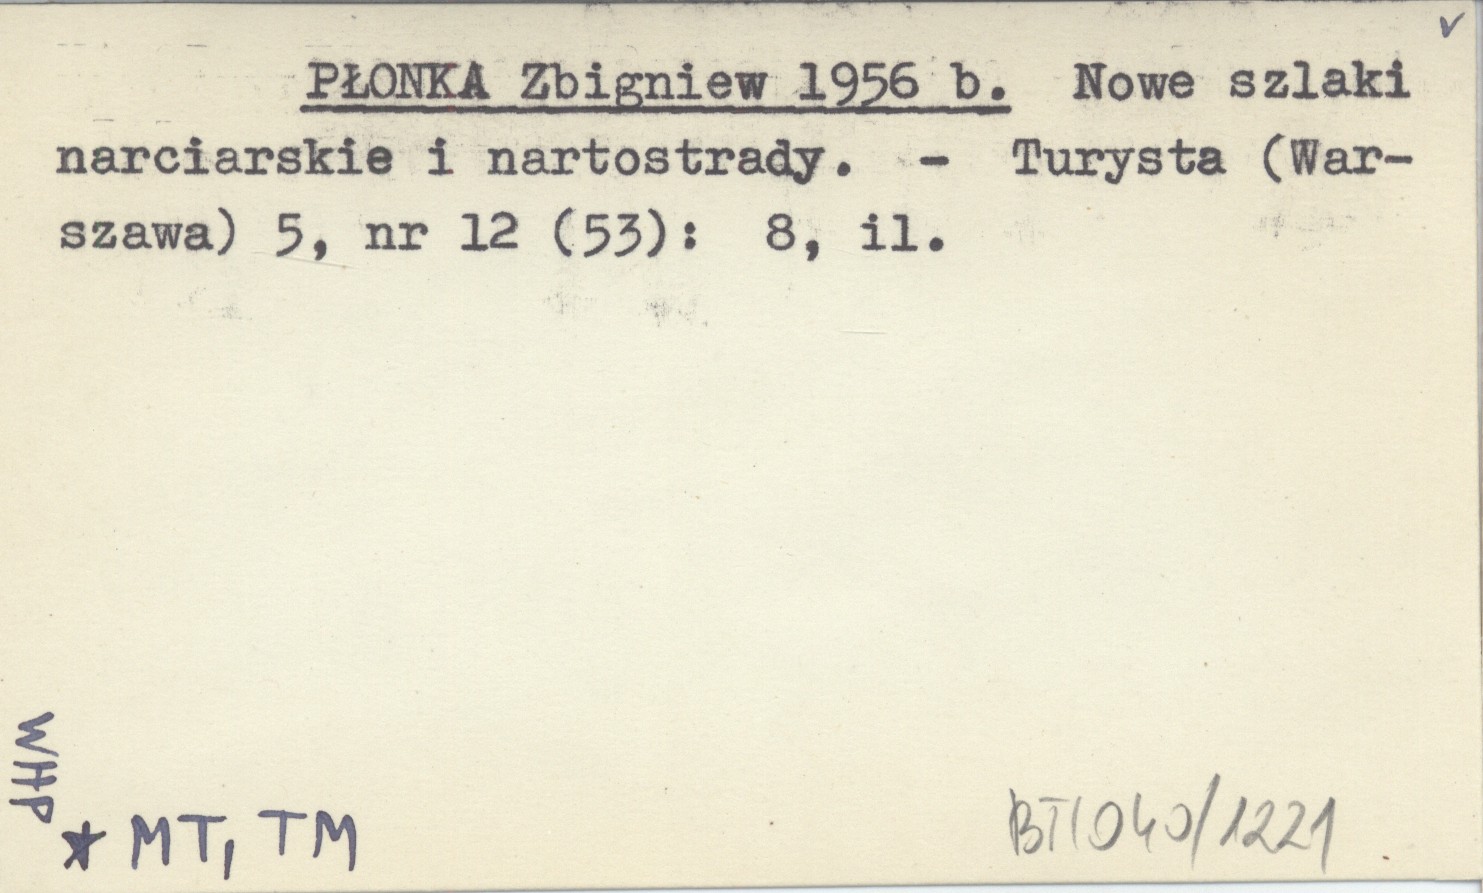 PŁONKA Zbigniew 1956 b. Nowe szlaki
narciarskie i nartostrady. - Turysta (War-
szawa) 5, nr 12 (53): 8, il.
WHP
* MT, TM
BTI040/1221